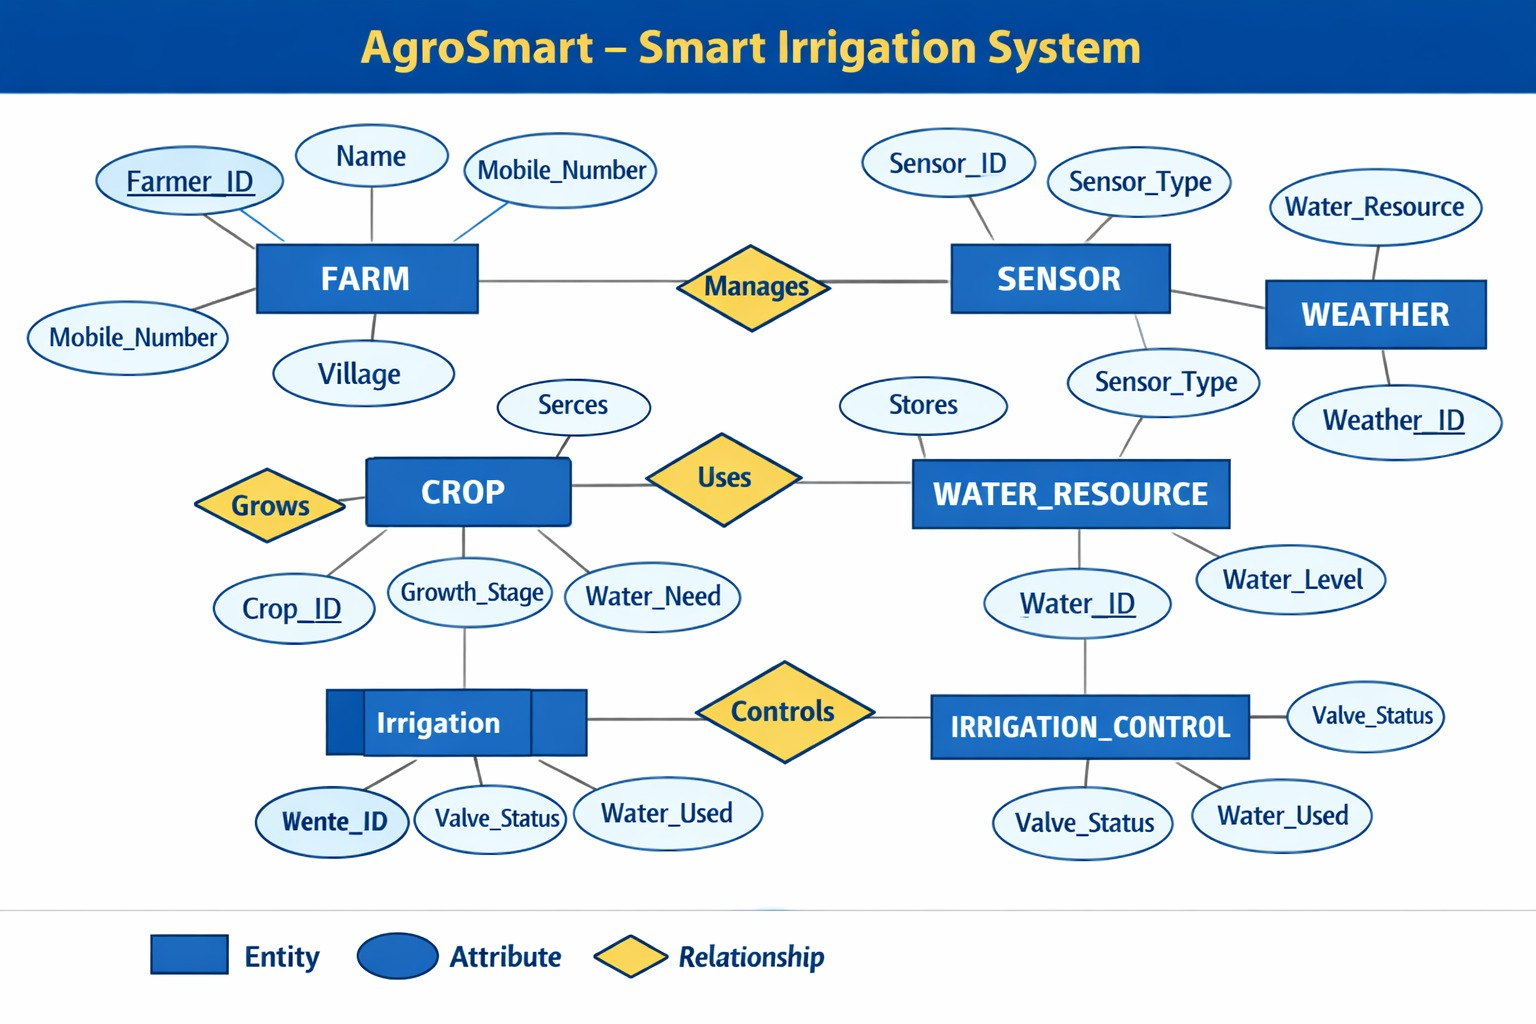 AgroSmart – Smart Irrigation System
Farmer_ID
Name
Mobile_Number
Sensor_ID
Sensor_Type
Water_Resource
FARM
Manages
SENSOR
WEATHER
Mobile_Number
Village
Sensor_Type
Weather_ID
Serces
Stores
Grows
CROP
Uses
WATER_RESOURCE
Crop_ID
Growth_Stage
Water_Need
Water_ID
Water_Level
Irrigation
Controls
IRRIGATION_CONTROL
Valve_Status
Wente_ID
Valve_Status
Water_Used
Valve_Status
Water_Used
Entity
Attribute
Relationship